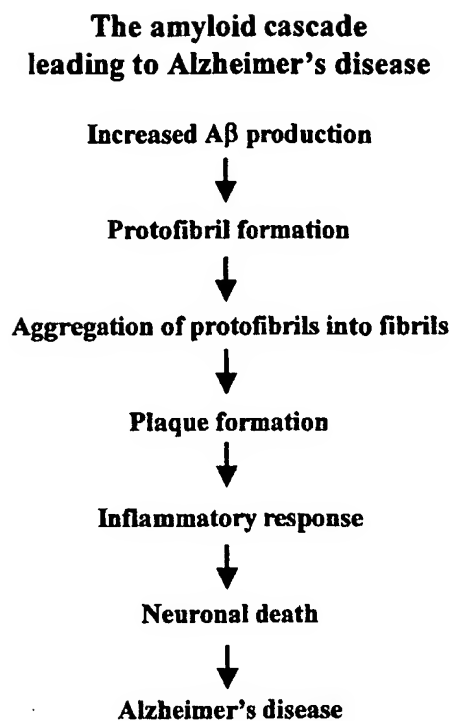 The amyloid cascade
leading to Alzheimer's disease
Increased Aβ production
Protofibril formation
Aggregation of protofibrils into fibrils
Plaque formation
Inflammatory response
Neuronal death
Alzheimer's disease